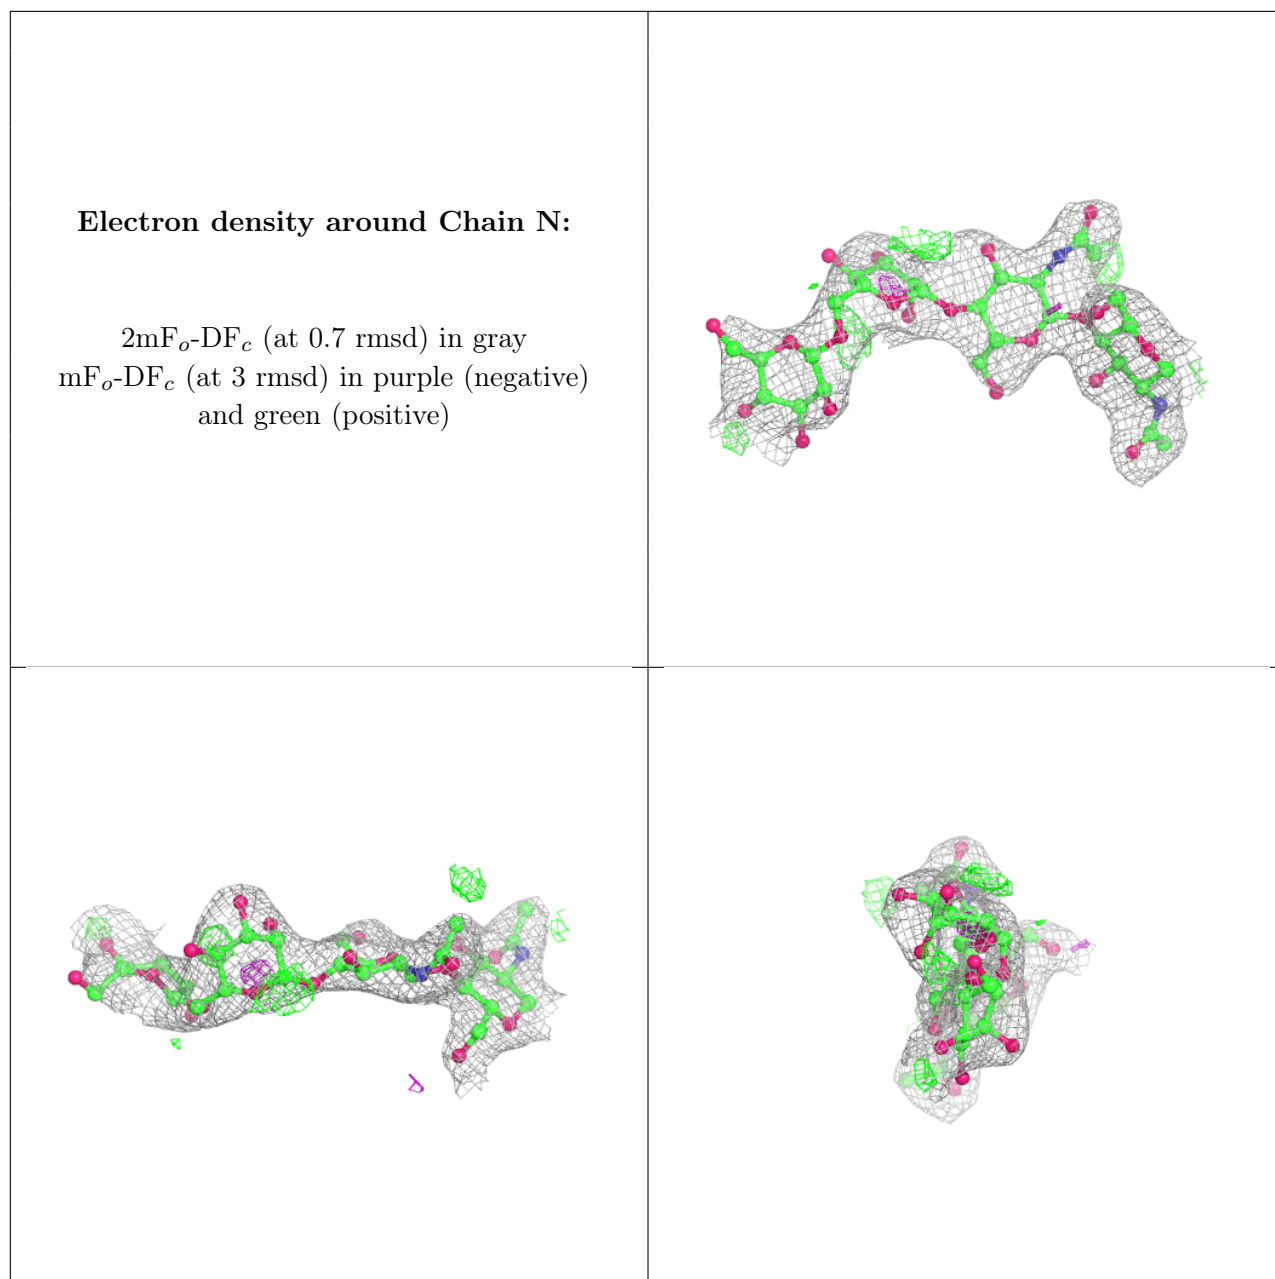 Electron density around Chain N:
2mFₒ-DF𝒸 (at 0.7 rmsd) in gray
mFₒ-DF𝒸 (at 3 rmsd) in purple (negative)
and green (positive)